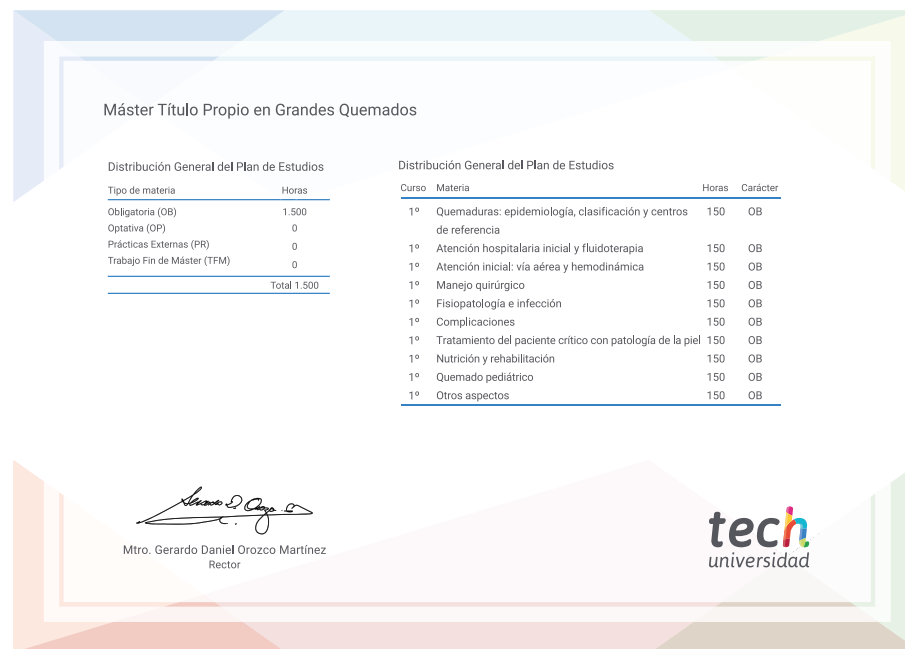 Máster Título Propio en Grandes Quemados
Distribución General del Plan de Estudios
Tipo de materia Horas
Obligatoria (OB) 1.500
Optativa (OP) 0
Prácticas Externas (PR) 0
Trabajo Fin de Máster (TFM) 0
Total 1.500
Distribución General del Plan de Estudios
Curso Materia Horas Carácter
1º Quemaduras: epidemiología, clasificación y centros 150 OB
de referencia
1º Atención hospitalaria inicial y fluidoterapia 150 OB
1º Atención inicial: vía aérea y hemodinámica 150 OB
1º Manejo quirúrgico 150 OB
1º Fisiopatología e infección 150 OB
1º Complicaciones 150 OB
1º Tratamiento del paciente crítico con patología de la piel 150 OB
1º Nutrición y rehabilitación 150 OB
1º Quemado pediátrico 150 OB
1º Otros aspectos 150 OB
Mtro. Gerardo Daniel Orozco Martínez
Rector
tech
universidad